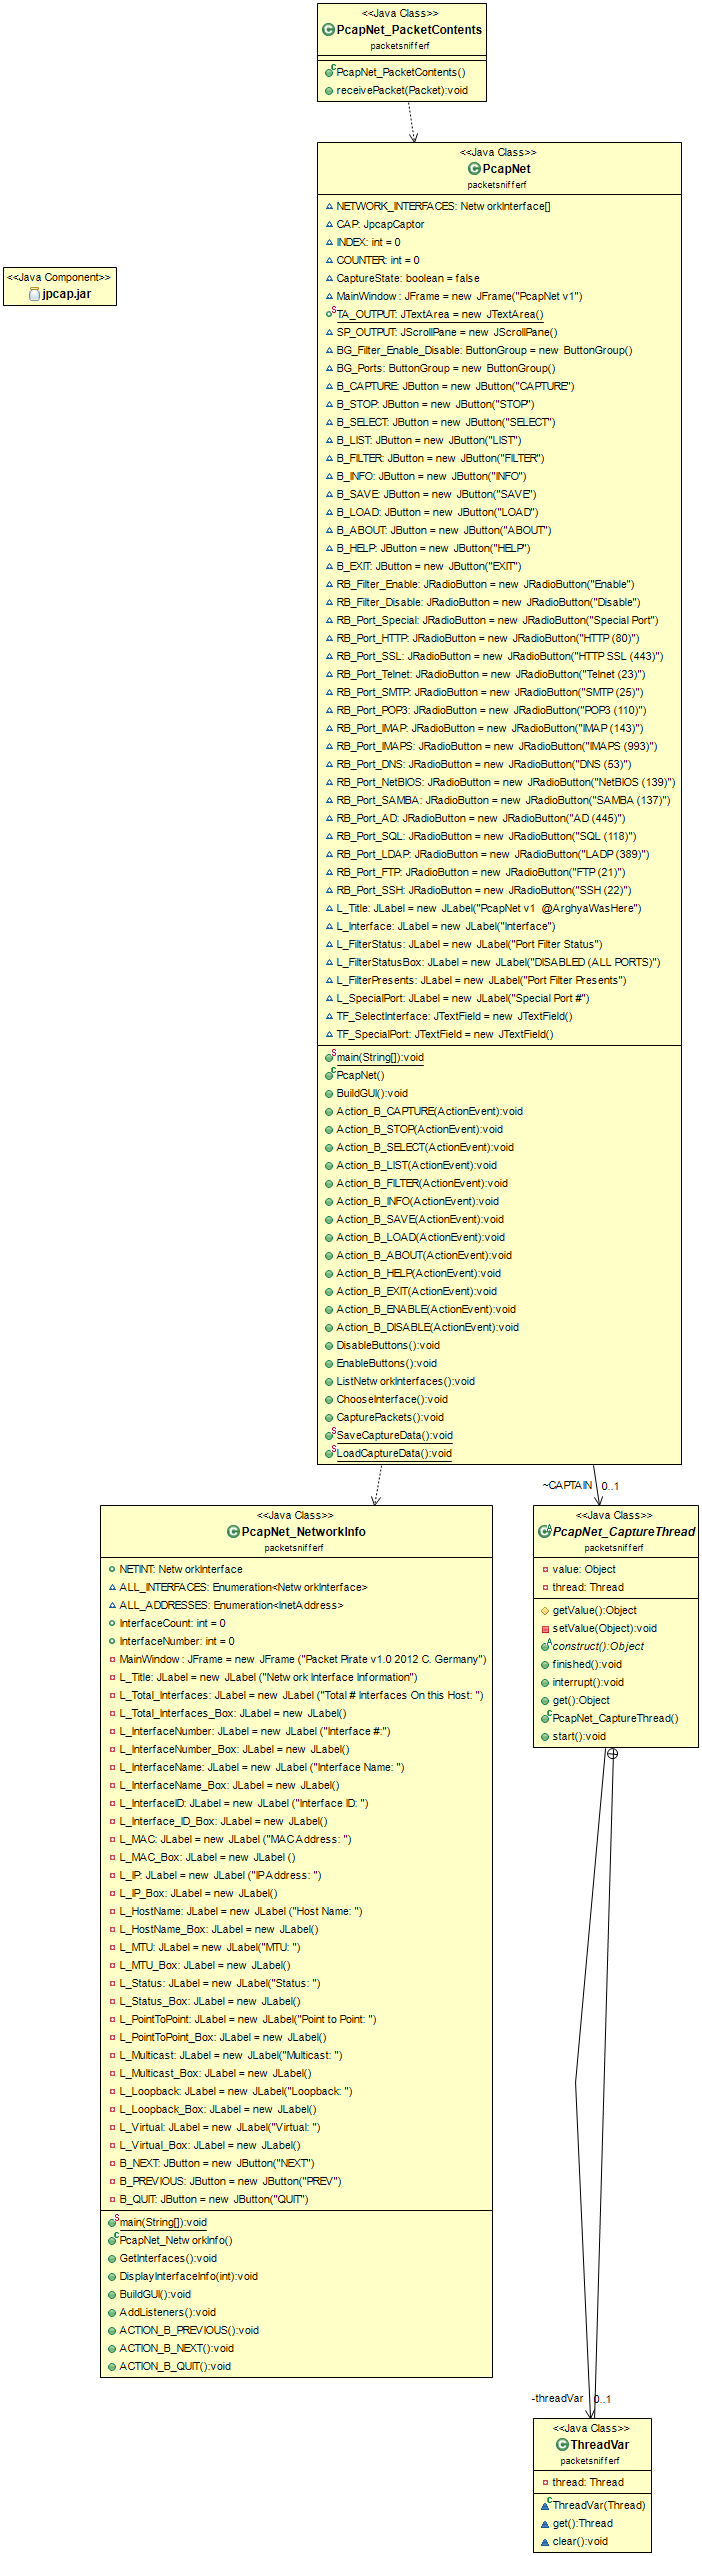 <<Java Class>>
PcapNet_PacketContents
packetsnifferf
PcapNet_PacketContents()
receivePacket(Packet):void
<<Java Class>>
PcapNet
packetsnifferf
NETWORK_INTERFACES: NetworkInterface[]
CAP: JpcapCaptor
INDEX: int = 0
COUNTER: int = 0
CaptureState: boolean = false
MainWindow: JFrame = new JFrame("PcapNet v1")
TA_OUTPUT: JTextArea = new JTextArea()
SP_OUTPUT: JScrollPane = new JScrollPane()
BG_Filter_Enable_Disable: ButtonGroup = new ButtonGroup()
BG_Ports: ButtonGroup = new ButtonGroup()
B_CAPTURE: JButton = new JButton("CAPTURE")
B_STOP: JButton = new JButton("STOP")
B_SELECT: JButton = new JButton("SELECT")
B_LIST: JButton = new JButton("LIST")
B_FILTER: JButton = new JButton("FILTER")
B_INFO: JButton = new JButton("INFO")
B_SAVE: JButton = new JButton("SAVE")
B_LOAD: JButton = new JButton("LOAD")
B_ABOUT: JButton = new JButton("ABOUT")
B_HELP: JButton = new JButton("HELP")
B_EXIT: JButton = new JButton("EXIT")
RB_Filter_Enable: JRadioButton = new JRadioButton("Enable")
RB_Filter_Disable: JRadioButton = new JRadioButton("Disable")
RB_Port_Special: JRadioButton = new JRadioButton("Special Port")
RB_Port_HTTP: JRadioButton = new JRadioButton("HTTP (80)")
RB_Port_SSL: JRadioButton = new JRadioButton("HTTP SSL (443)")
RB_Port_Telnet: JRadioButton = new JRadioButton("Telnet (23)")
RB_Port_SMTP: JRadioButton = new JRadioButton("SMTP (25)")
RB_Port_POP3: JRadioButton = new JRadioButton("POP3 (110)")
RB_Port_IMAP: JRadioButton = new JRadioButton("IMAP (143)")
RB_Port_IMAPS: JRadioButton = new JRadioButton("IMAPS (993)")
RB_Port_DNS: JRadioButton = new JRadioButton("DNS (53)")
RB_Port_NetBIOS: JRadioButton = new JRadioButton("NetBIOS (139)")
RB_Port_SAMBA: JRadioButton = new JRadioButton("SAMBA (137)")
RB_Port_AD: JRadioButton = new JRadioButton("AD (445)")
RB_Port_SQL: JRadioButton = new JRadioButton("SQL (118)")
RB_Port_LDAP: JRadioButton = new JRadioButton("LADP (389)")
RB_Port_FTP: JRadioButton = new JRadioButton("FTP (21)")
RB_Port_SSH: JRadioButton = new JRadioButton("SSH (22)")
L_Title: JLabel = new JLabel("PcapNet v1 @ArghyaWasHere")
L_Interface: JLabel = new JLabel("Interface")
L_FilterStatus: JLabel = new JLabel("Port Filter Status")
L_FilterStatusBox: JLabel = new JLabel("DISABLED (ALL PORTS)")
L_FilterPresents: JLabel = new JLabel("Port Filter Presents")
L_SpecialPort: JLabel = new JLabel("Special Port #")
TF_SelectInterface: JTextField = new JTextField()
TF_SpecialPort: JTextField = new JTextField()
main(String[]):void
PcapNet()
BuildGUI():void
Action_B_CAPTURE(ActionEvent):void
Action_B_STOP(ActionEvent):void
Action_B_SELECT(ActionEvent):void
Action_B_LIST(ActionEvent):void
Action_B_FILTER(ActionEvent):void
Action_B_INFO(ActionEvent):void
Action_B_SAVE(ActionEvent):void
Action_B_LOAD(ActionEvent):void
Action_B_ABOUT(ActionEvent):void
Action_B_HELP(ActionEvent):void
Action_B_EXIT(ActionEvent):void
Action_B_ENABLE(ActionEvent):void
Action_B_DISABLE(ActionEvent):void
DisableButtons():void
EnableButtons():void
ListNetworkInterfaces():void
ChooseInterface():void
CapturePackets():void
SaveCaptureData():void
LoadCaptureData():void
<<Java Component>>
jpcap.jar
~CAPTAIN 0..1
<<Java Class>>
PcapNet_NetworkInfo
packetsnifferf
NETINT: NetworkInterface
ALL_INTERFACES: Enumeration<NetworkInterface>
ALL_ADDRESSES: Enumeration<InetAddress>
InterfaceCount: int = 0
InterfaceNumber: int = 0
MainWindow: JFrame = new JFrame ("Packet Pirate v1.0 2012 C. Germany")
L_Title: JLabel = new JLabel ("Network Interface Information")
L_Total_Interfaces: JLabel = new JLabel ("Total # Interfaces On this Host: ")
L_Total_Interfaces_Box: JLabel = new JLabel()
L_InterfaceNumber: JLabel = new JLabel ("Interface #:")
L_InterfaceNumber_Box: JLabel = new JLabel()
L_InterfaceName: JLabel = new JLabel ("Interface Name: ")
L_InterfaceName_Box: JLabel = new JLabel()
L_InterfaceID: JLabel = new JLabel ("Interface ID: ")
L_Interface_ID_Box: JLabel = new JLabel()
L_MAC: JLabel = new JLabel ("MAC Address: ")
L_MAC_Box: JLabel = new JLabel ()
L_IP: JLabel = new JLabel ("IP Address: ")
L_IP_Box: JLabel = new JLabel()
L_HostName: JLabel = new JLabel ("Host Name: ")
L_HostName_Box: JLabel = new JLabel()
L_MTU: JLabel = new JLabel("MTU: ")
L_MTU_Box: JLabel = new JLabel()
L_Status: JLabel = new JLabel("Status: ")
L_Status_Box: JLabel = new JLabel()
L_PointToPoint: JLabel = new JLabel("Point to Point: ")
L_PointToPoint_Box: JLabel = new JLabel()
L_Multicast: JLabel = new JLabel("Multicast: ")
L_Multicast_Box: JLabel = new JLabel()
L_Loopback: JLabel = new JLabel("Loopback: ")
L_Loopback_Box: JLabel = new JLabel()
L_Virtual: JLabel = new JLabel("Virtual: ")
L_Virtual_Box: JLabel = new JLabel()
B_NEXT: JButton = new JButton("NEXT")
B_PREVIOUS: JButton = new JButton("PREV")
B_QUIT: JButton = new JButton("QUIT")
main(String[]):void
PcapNet_NetworkInfo()
GetInterfaces():void
DisplayInterfaceInfo(int):void
BuildGUI():void
AddListeners():void
ACTION_B_PREVIOUS():void
ACTION_B_NEXT():void
ACTION_B_QUIT():void
<<Java Class>>
PcapNet_CaptureThread
packetsnifferf
value: Object
thread: Thread
getValue():Object
setValue(Object):void
construct():Object
finished():void
interrupt():void
get():Object
PcapNet_CaptureThread()
start():void
-threadVar 0..1
<<Java Class>>
ThreadVar
packetsnifferf
thread: Thread
ThreadVar(Thread)
get():Thread
clear():void